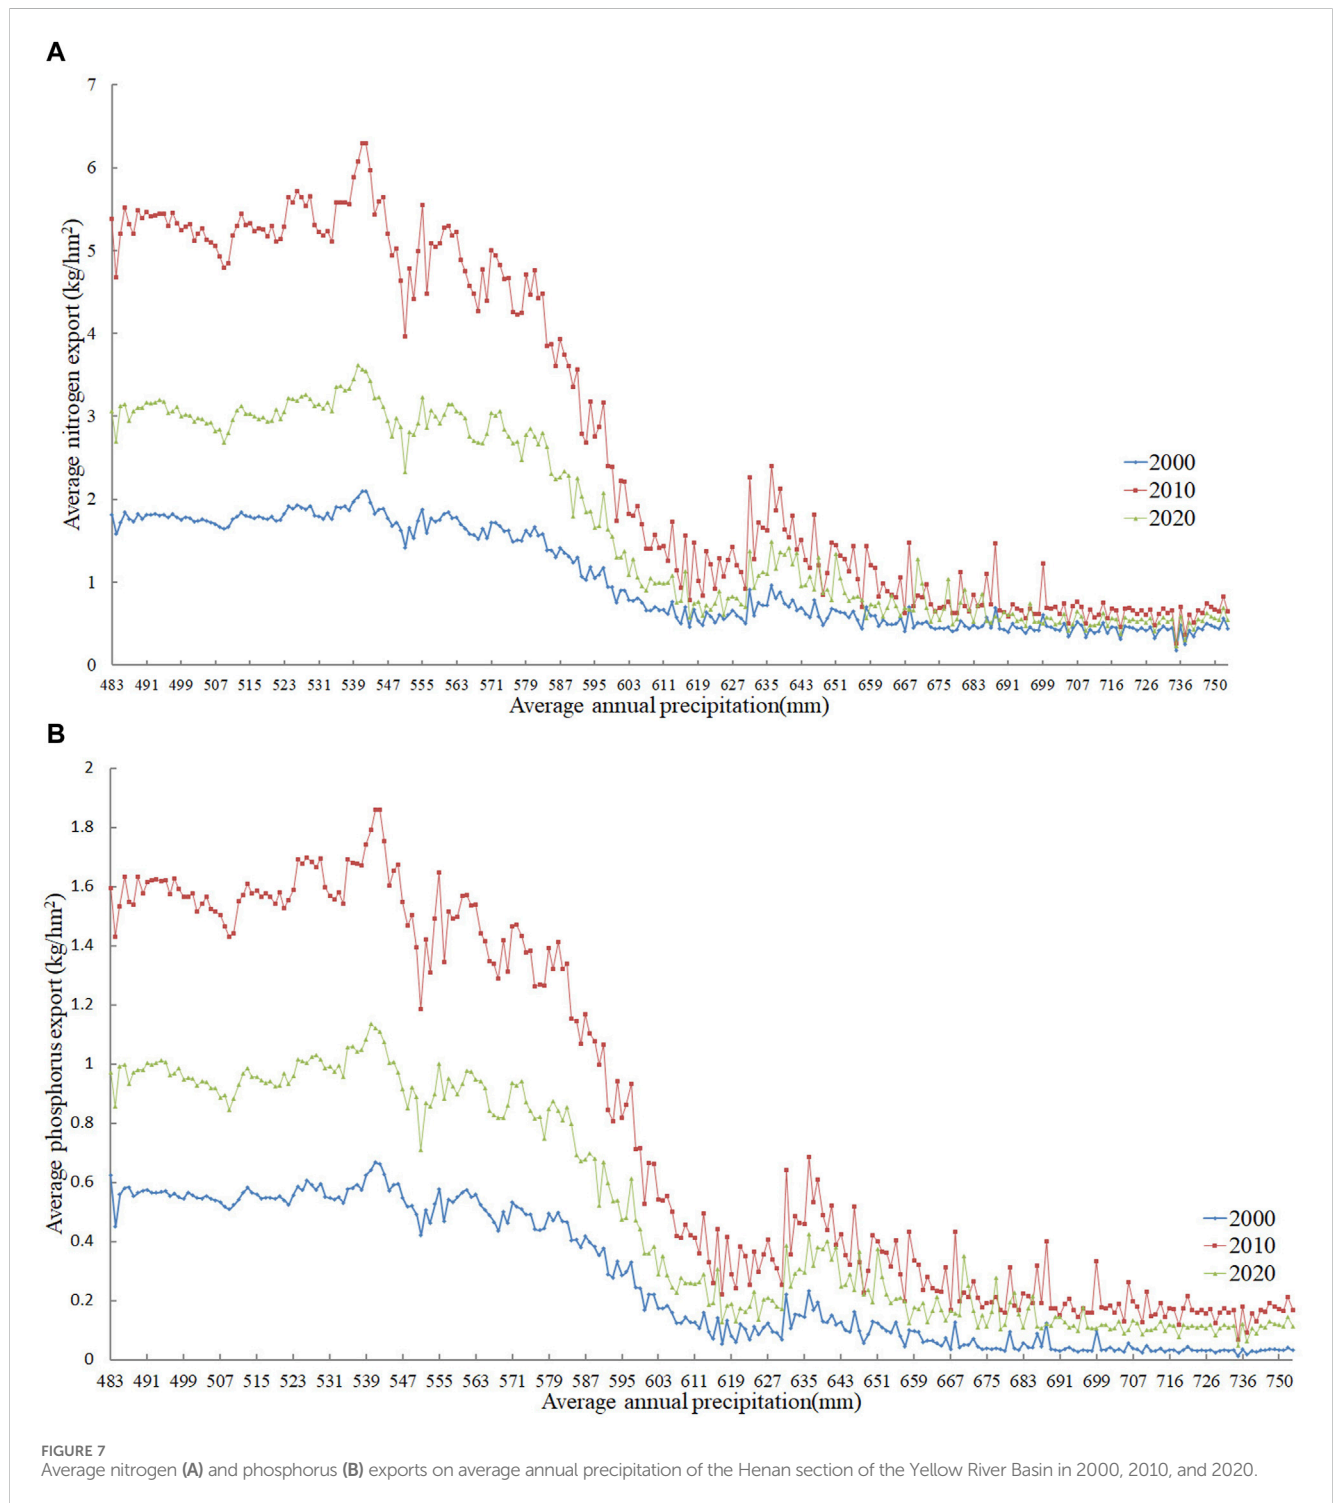 A
7
6
5
4
3
2
1
0
Average nitrogen export (kg/hm²)
2000
2010
2020
483 491 499 507 515 523 531 539 547 555 563 571 579 587 595 603 611 619 627 635 643 651 659 667 675 683 691 699 707 716 726 736 750
Average annual precipitation(mm)
B
2
1.8
1.6
1.4
1.2
1
0.8
0.6
0.4
0.2
0
Average phosphorus export (kg/hm²)
2000
2010
2020
483 491 499 507 515 523 531 539 547 555 563 571 579 587 595 603 611 619 627 635 643 651 659 667 675 683 691 699 707 716 726 736 750
Average annual precipitation(mm)
FIGURE 7
Average nitrogen (A) and phosphorus (B) exports on average annual precipitation of the Henan section of the Yellow River Basin in 2000, 2010, and 2020.